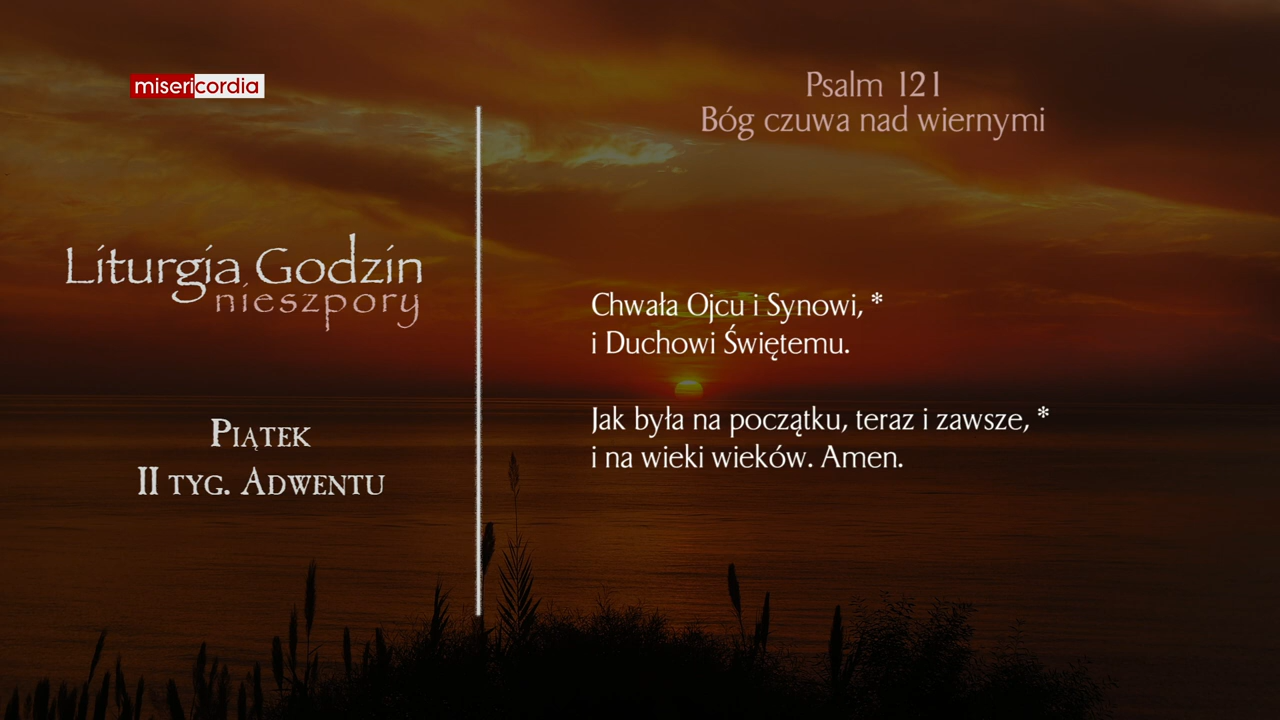 misericordia
Liturgia Godzin
nieszpory
Piątek
II tyg. Adwentu
Psalm 121
Bóg czuwa nad wiernymi
Chwała Ojcu i Synowi, *
i Duchowi Świętemu.
Jak była na początku, teraz i zawsze, *
i na wieki wieków. Amen.